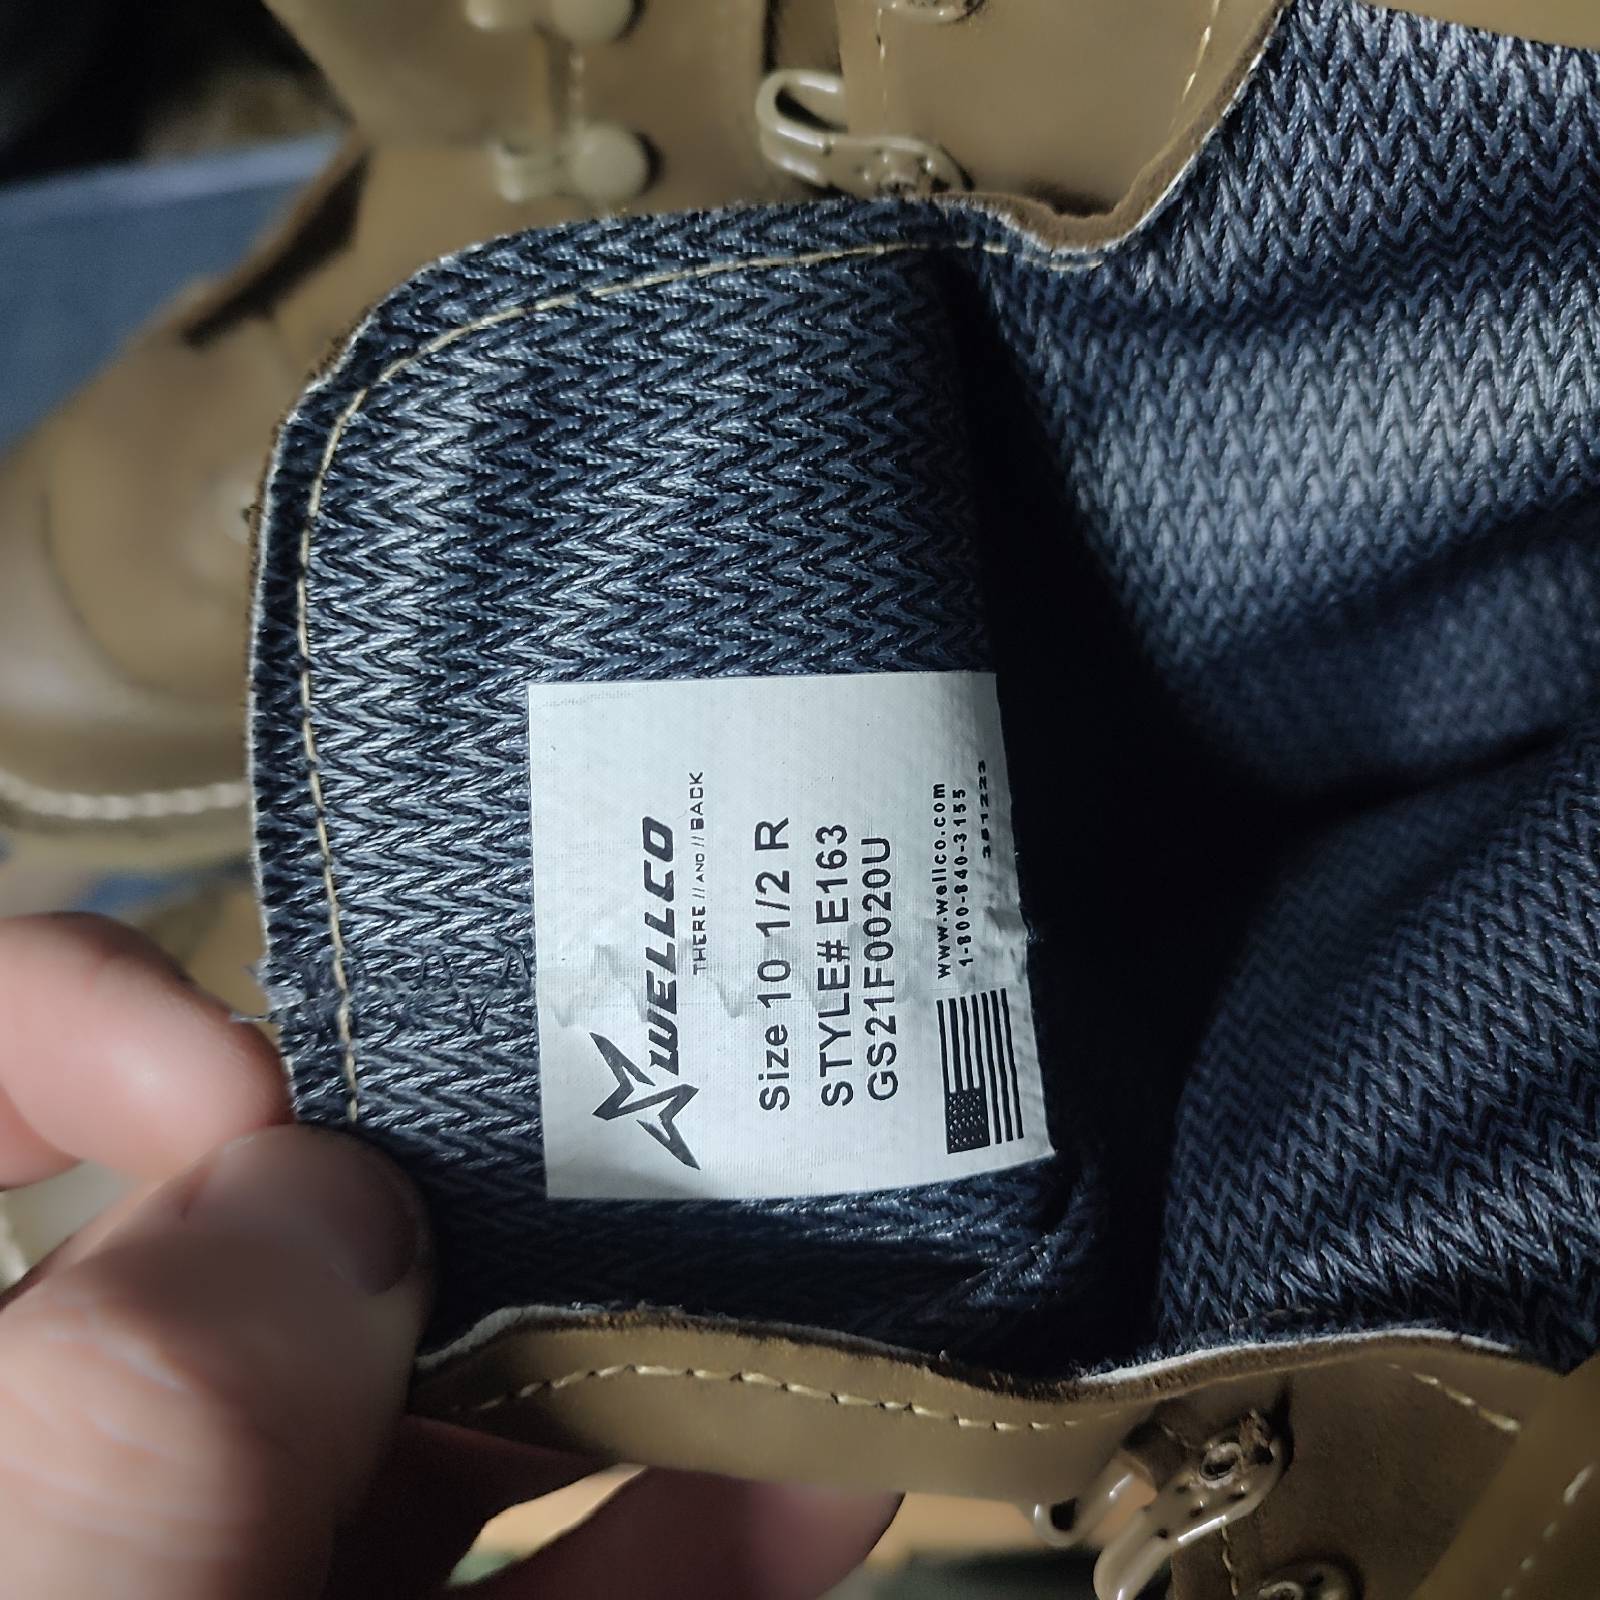 WELLCO
THERE // AND // BACK
Size 10 1/2 R
STYLE# E163
GS21F0020U
www.wellco.com
1-800-840-3155